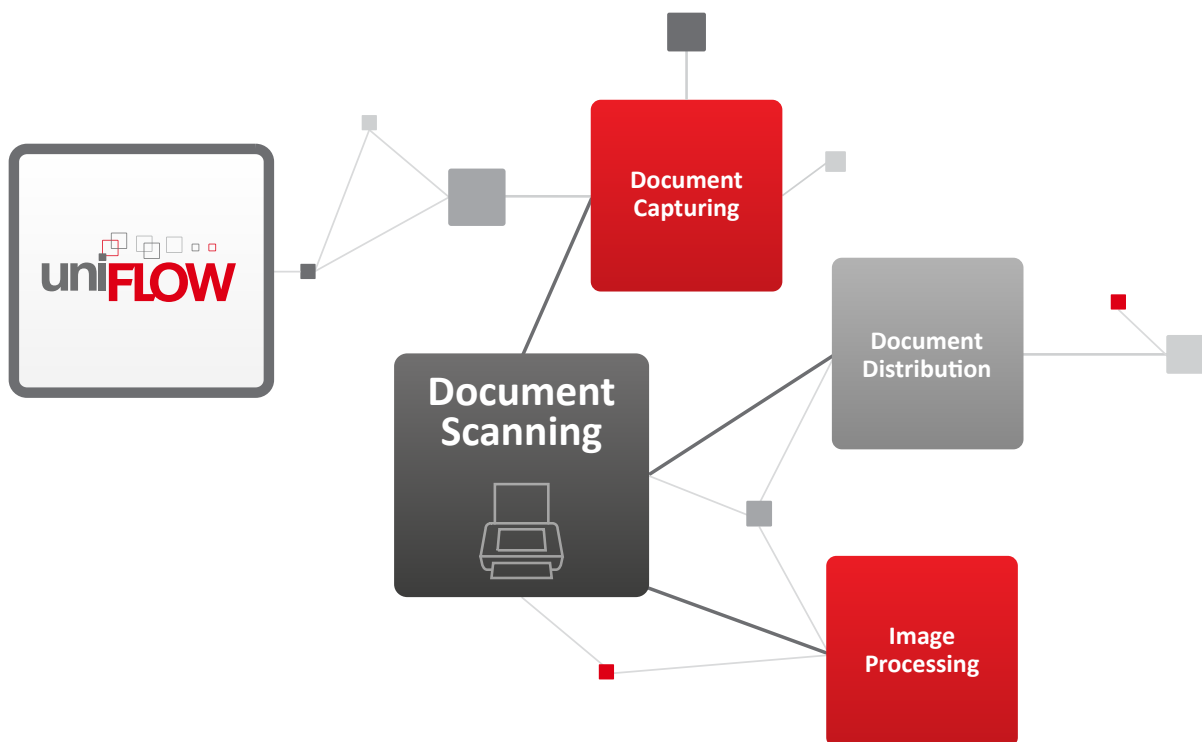 uniFLOW
Document
Capturing
Document
Distribution
Document
Scanning
Image
Processing